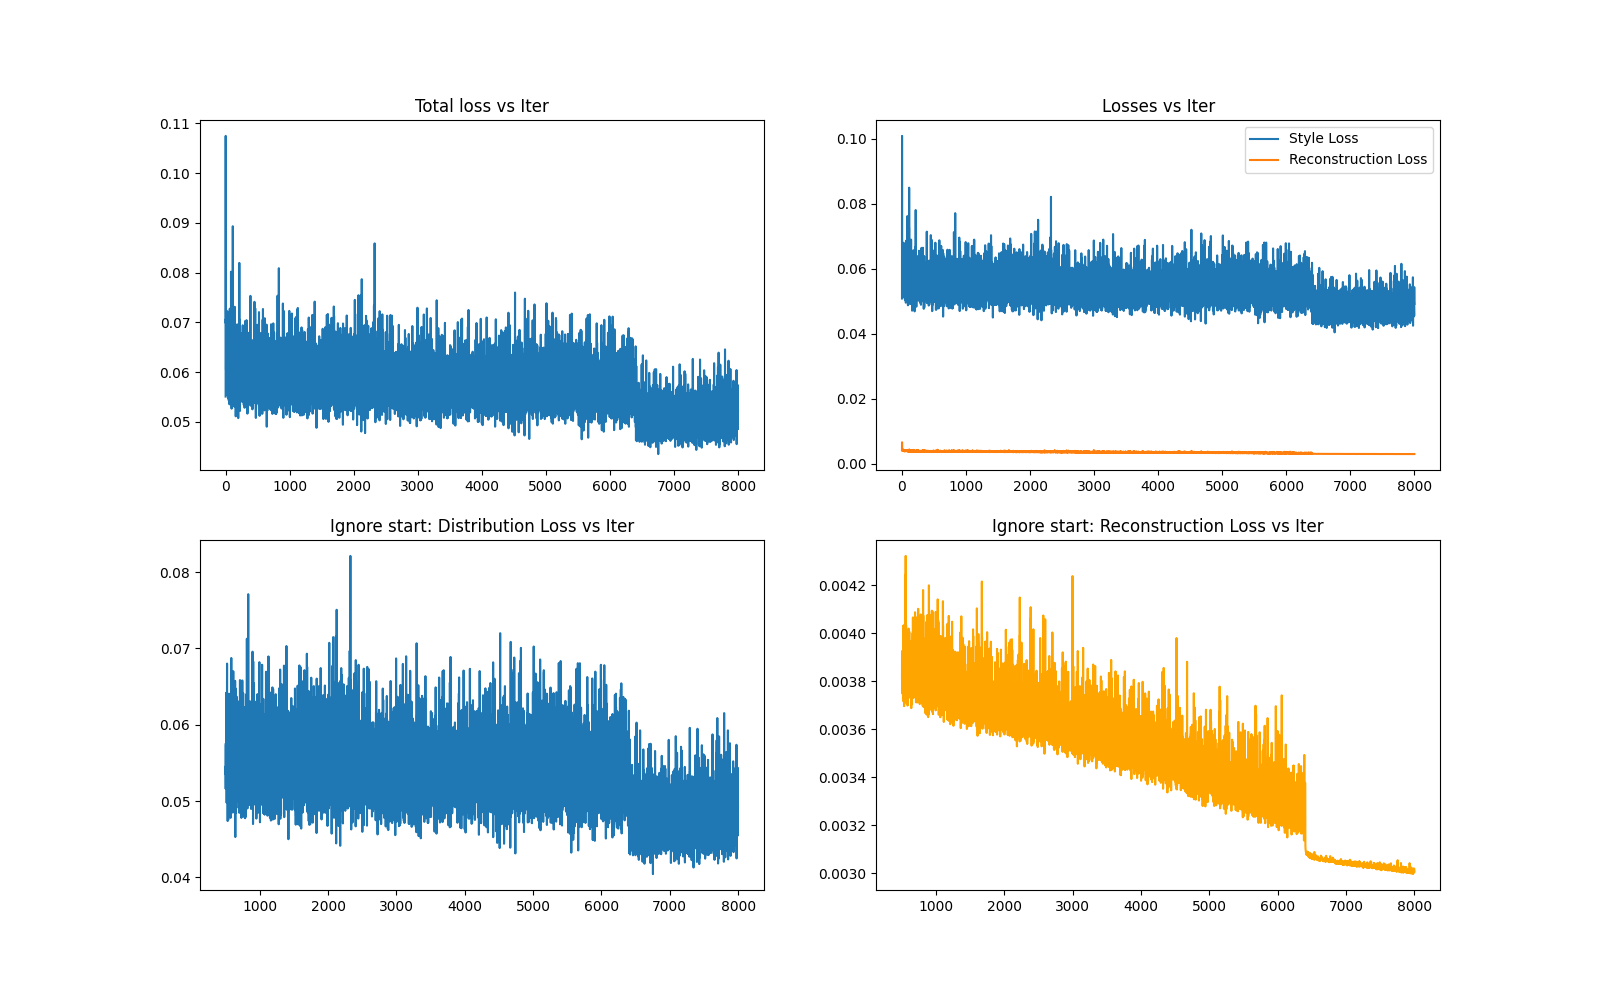 Total loss vs Iter
0.11
0.10
0.09
0.08
0.07
0.06
0.05
0 1000 2000 3000 4000 5000 6000 7000 8000
Losses vs Iter
Style Loss
Reconstruction Loss
0.10
0.08
0.06
0.04
0.02
0.00
0 1000 2000 3000 4000 5000 6000 7000 8000
Ignore start: Distribution Loss vs Iter
0.08
0.07
0.06
0.05
0.04
1000 2000 3000 4000 5000 6000 7000 8000
Ignore start: Reconstruction Loss vs Iter
0.0042
0.0040
0.0038
0.0036
0.0034
0.0032
0.0030
1000 2000 3000 4000 5000 6000 7000 8000